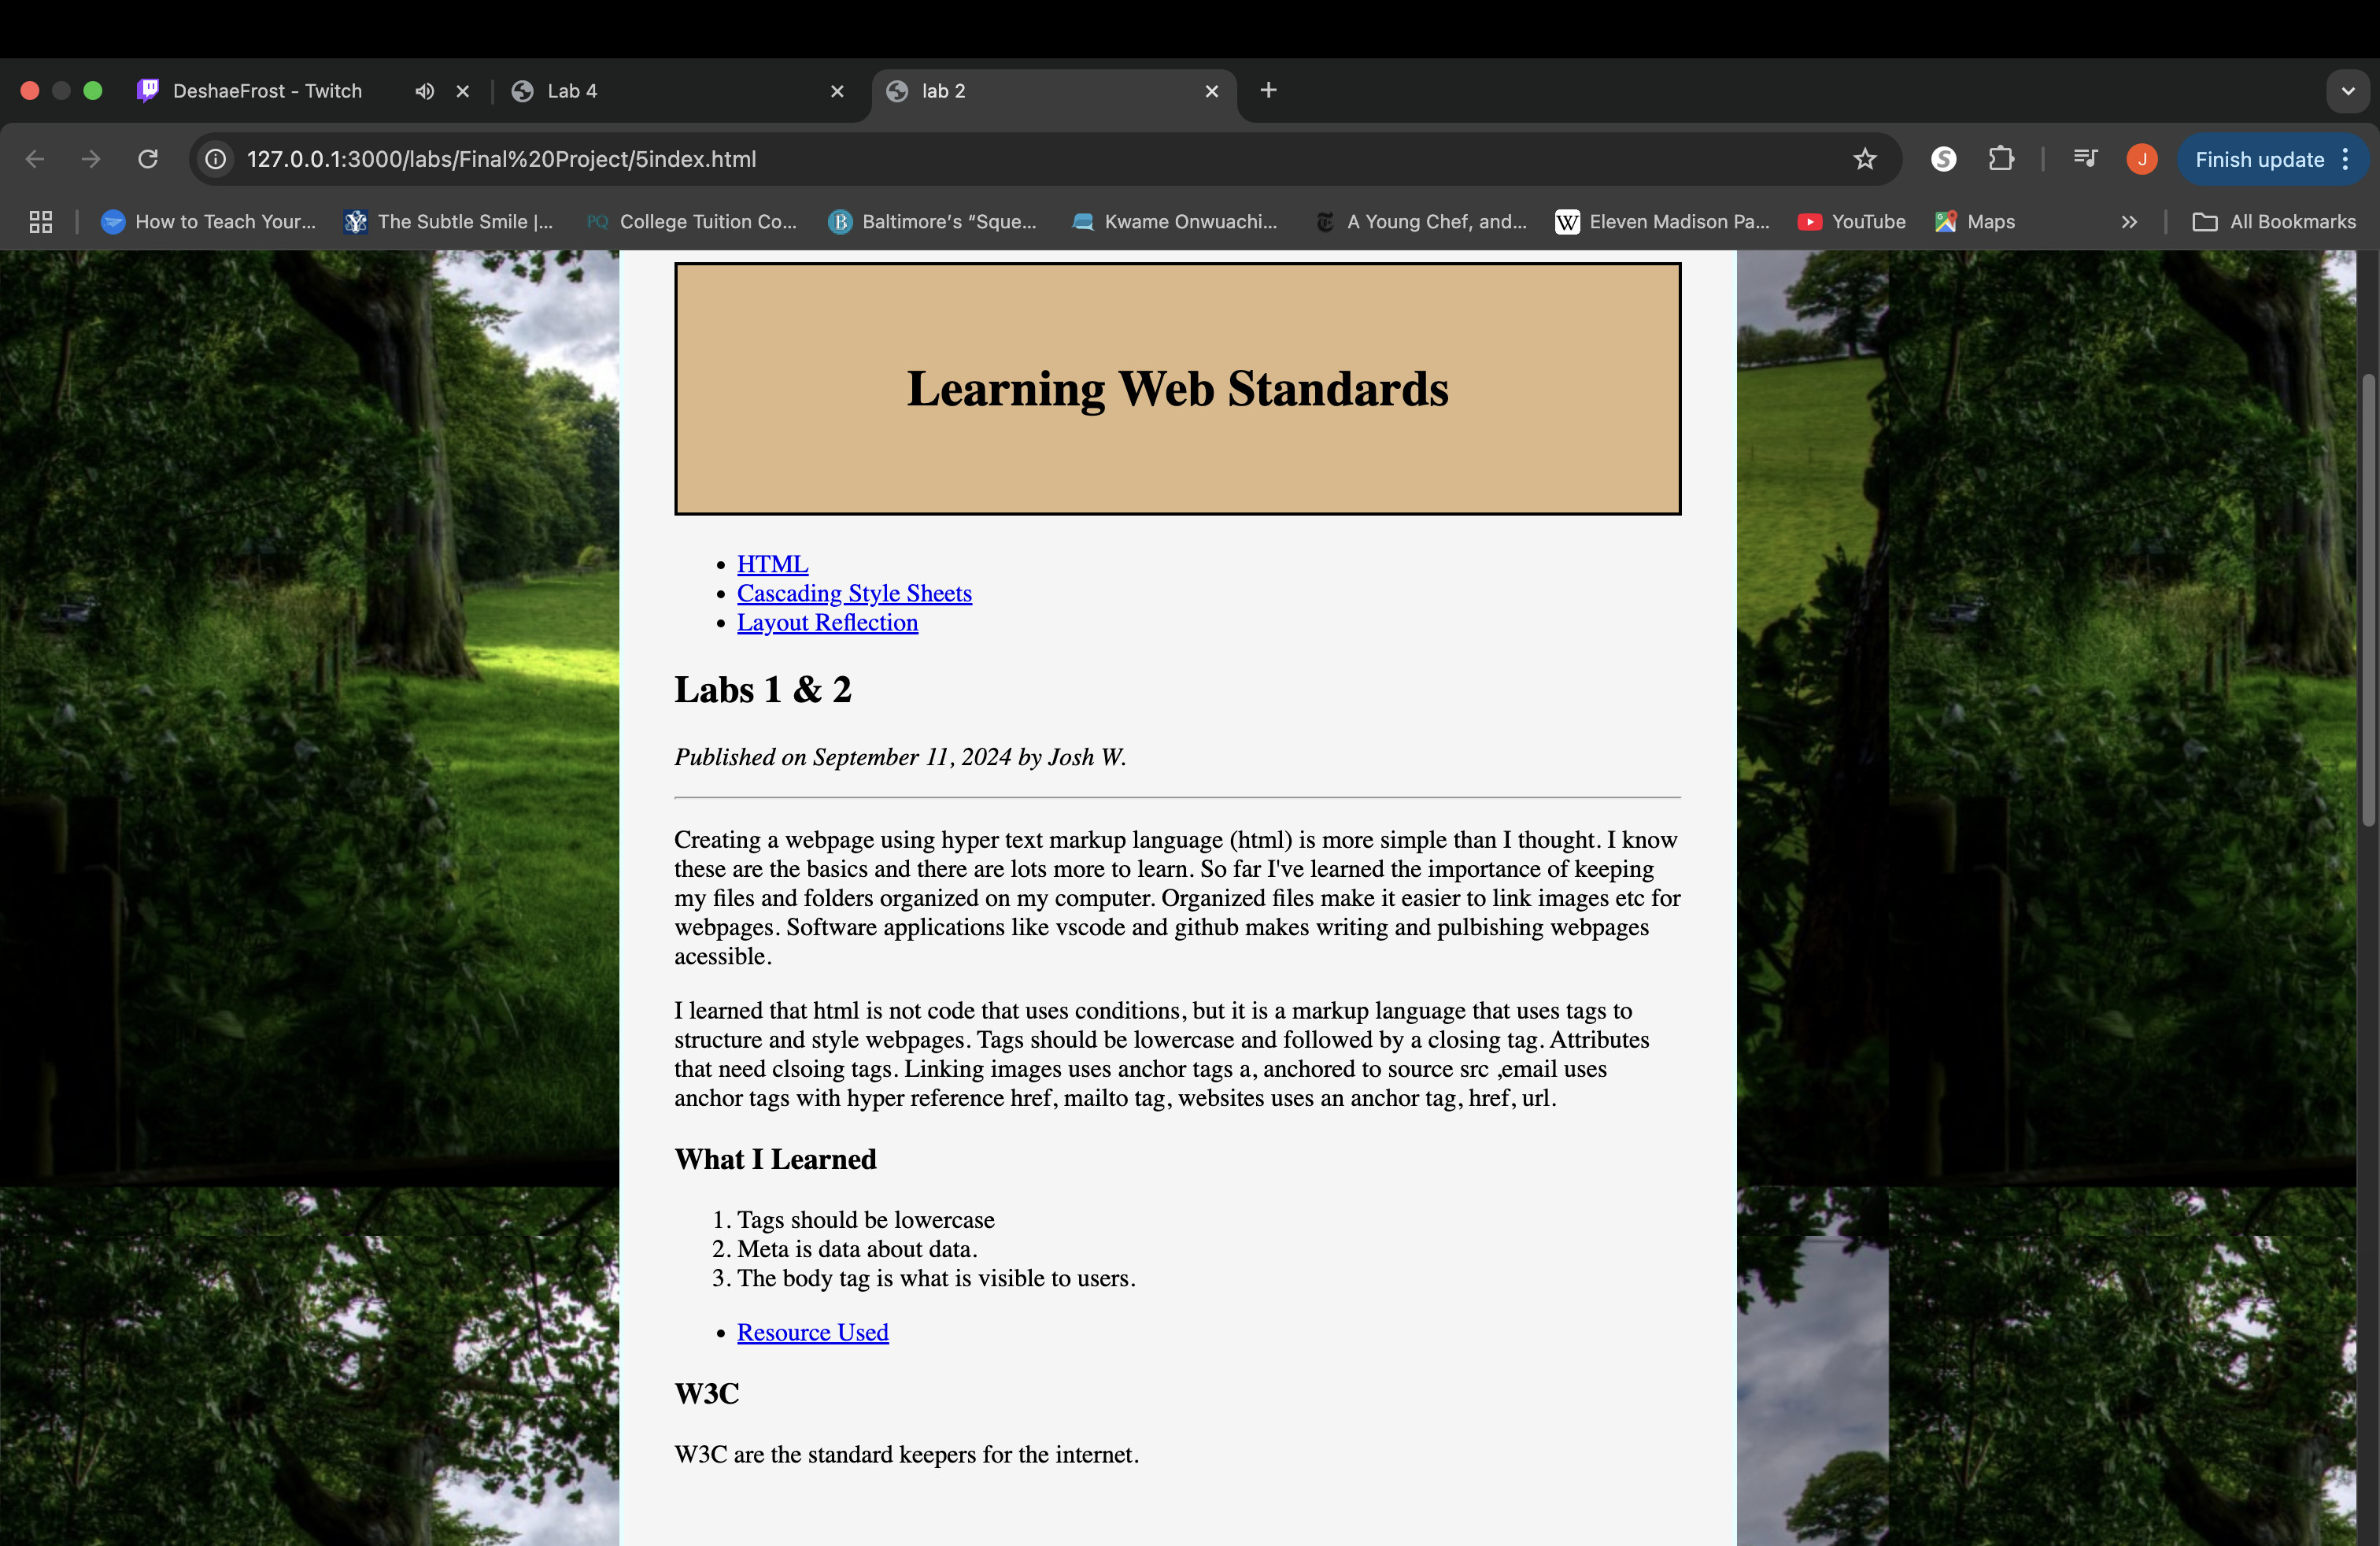 DeshaeFrost - Twitch
Lab 4
lab 2
127.0.0.1:3000/labs/Final%20Project/5index.html
J
Finish update
How to Teach Your...
The Subtle Smile |...
PQ
College Tuition Co...
Baltimore's “Sque...
Kwame Onwuachi...
A Young Chef, and...
W
Eleven Madison Pa...
YouTube
Maps
All Bookmarks
Learning Web Standards
• HTML
• Cascading Style Sheets
• Layout Reflection
Labs 1 & 2
Published on September 11, 2024 by Josh W.
Creating a webpage using hyper text markup language (html) is more simple than I thought. I know
these are the basics and there are lots more to learn. So far I've learned the importance of keeping
my files and folders organized on my computer. Organized files make it easier to link images etc for
webpages. Software applications like vscode and github makes writing and pulbishing webpages
acessible.
I learned that html is not code that uses conditions, but it is a markup language that uses tags to
structure and style webpages. Tags should be lowercase and followed by a closing tag. Attributes
that need clsoing tags. Linking images uses anchor tags a, anchored to source src ,email uses
anchor tags with hyper reference href, mailto tag, websites uses an anchor tag, href, url.
What I Learned
1. Tags should be lowercase
2. Meta is data about data.
3. The body tag is what is visible to users.
• Resource Used
W3C
W3C are the standard keepers for the internet.